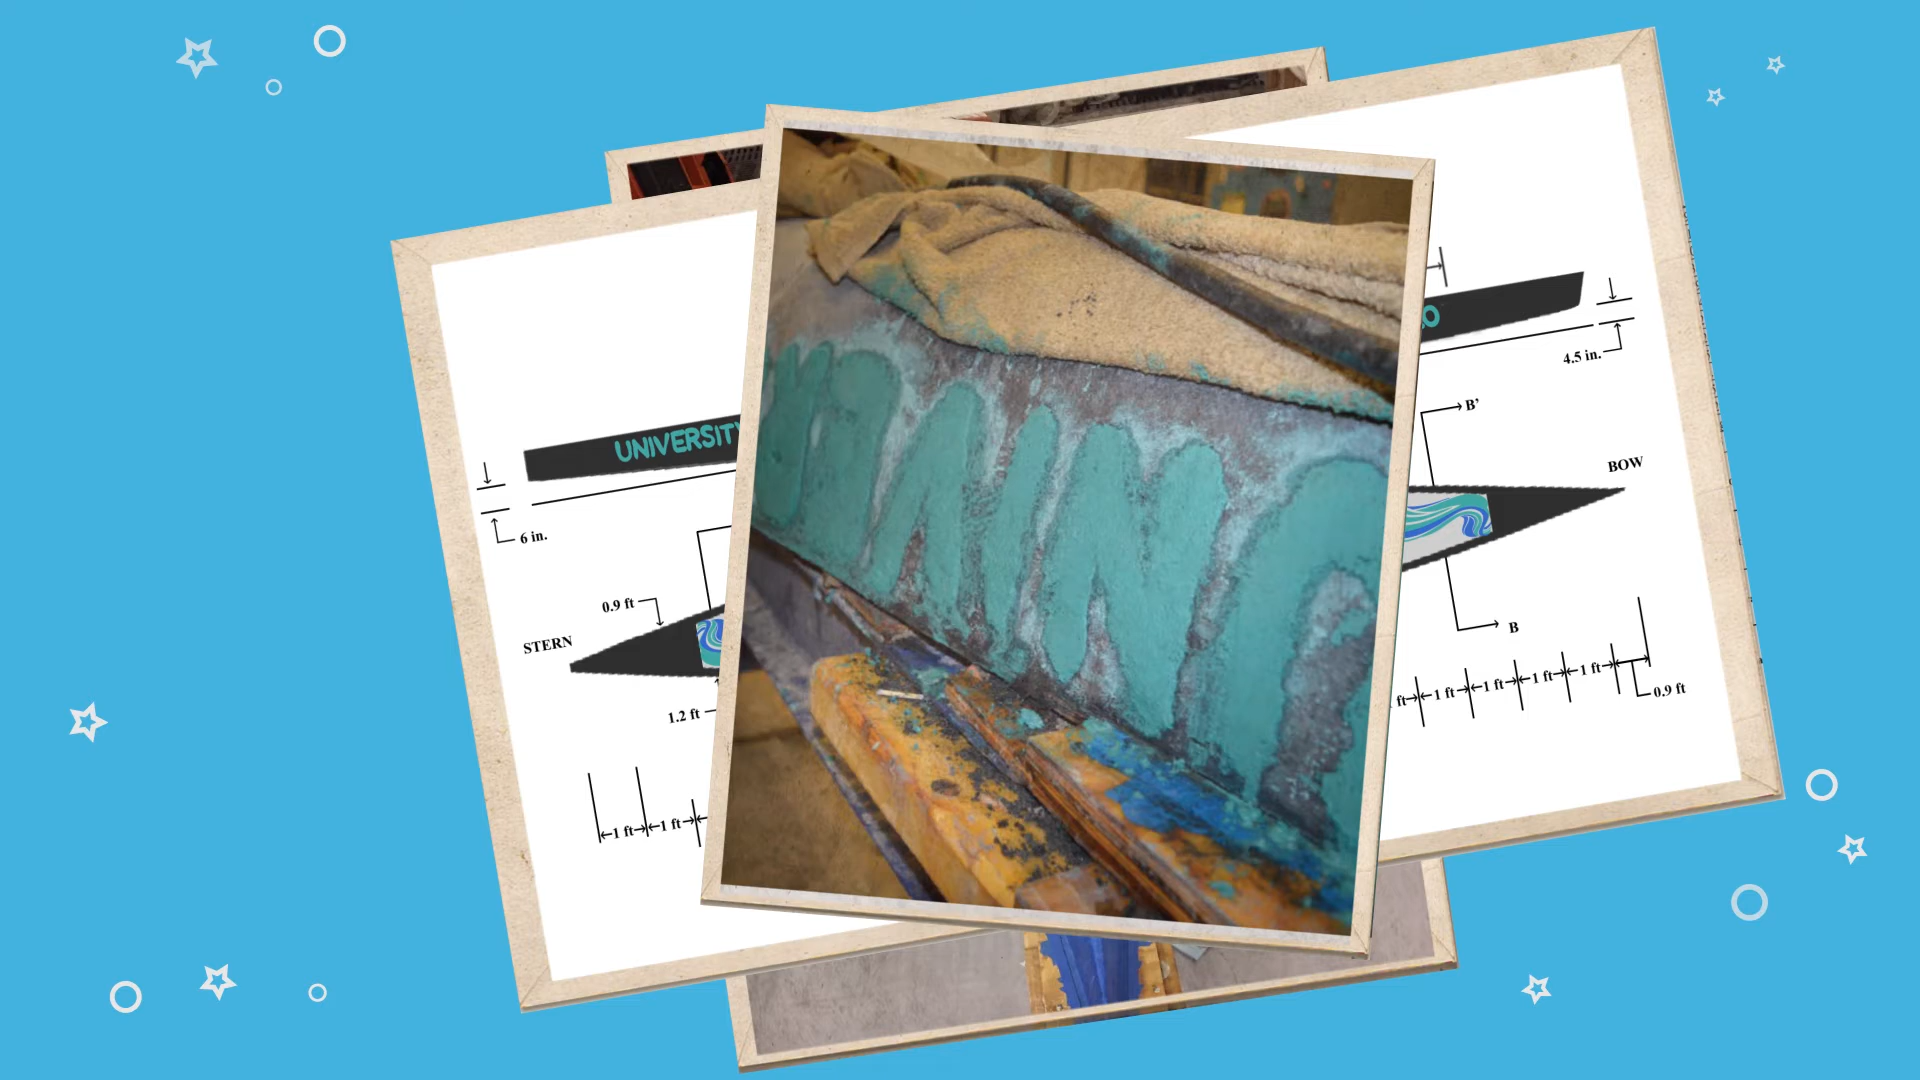 UNIVERSITY
6 in.
0.9 ft
STERN
1.2 ft
1 ft 1 ft
4.5 in.
B'
BOW
B
ft 1 ft 1 ft 1 ft 1 ft
0.9 ft